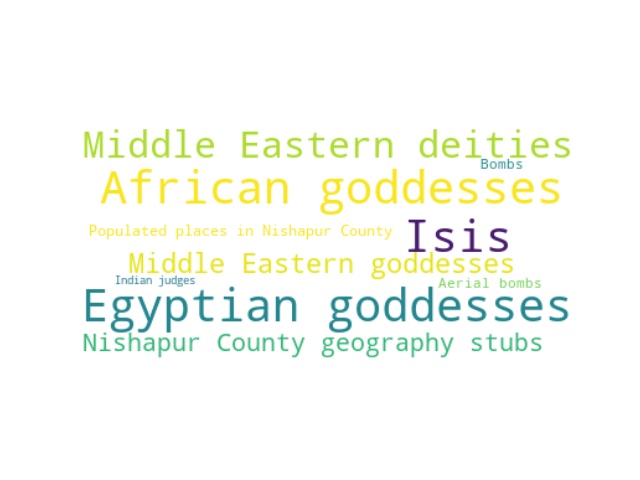 Middle Eastern deities
Bombs
African goddesses
Populated places in Nishapur County
Isis
Middle Eastern goddesses
Indian judges
Aerial bombs
Egyptian goddesses
Nishapur County geography stubs